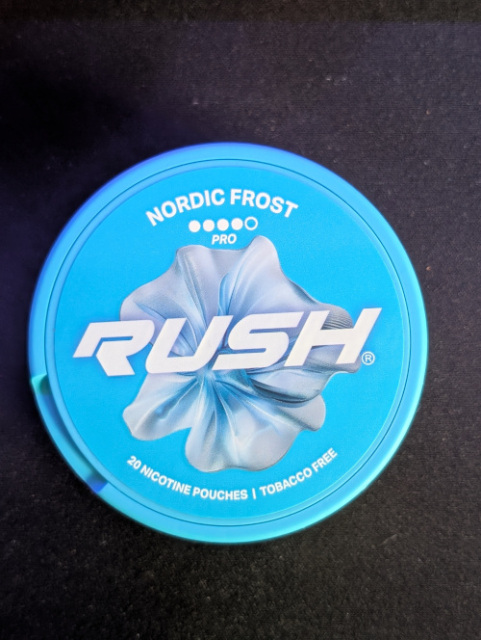 NORDIC FROST
PRO
RUSH®
20 NICOTINE POUCHES | TOBACCO FREE